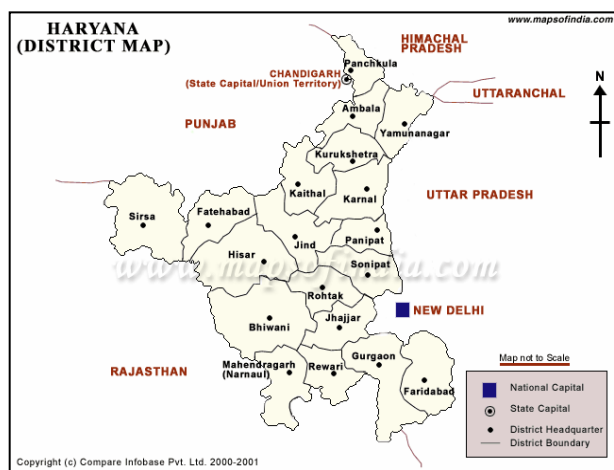 HARYANA
(DISTRICT MAP)
www.mapsofindia.com
HIMACHAL
PRADESH
Panchkula
CHANDIGARH
(State Capital/Union Territory)
UTTARANCHAL
N
Ambala
PUNJAB
Yamunanagar
Kurukshetra
Kaithal
Karnal
UTTAR PRADESH
Sirsa
Fatehabad
Jind
Panipat
Hisar
Sonipat
www.mapsofindia.com
Rohtak
NEW DELHI
Bhiwani
Jhajjar
RAJASTHAN
Mahendragarh
(Narnaul)
Rewari
Gurgaon
Faridabad
Map not to Scale
National Capital
State Capital
District Headquarter
District Boundary
Copyright (c) Compare Infobase Pvt. Ltd. 2000-2001